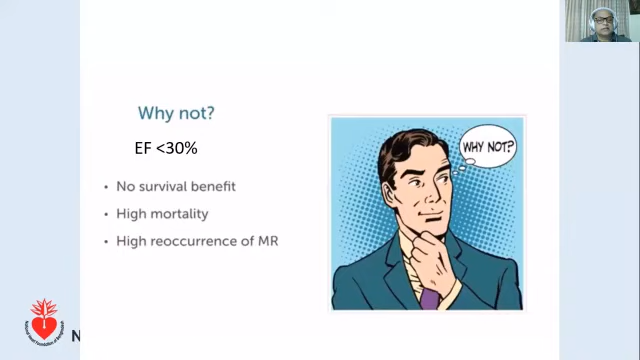 Why not?
EF <30%
WHY NOT?
• No survival benefit
• High mortality
• High reoccurrence of MR
N